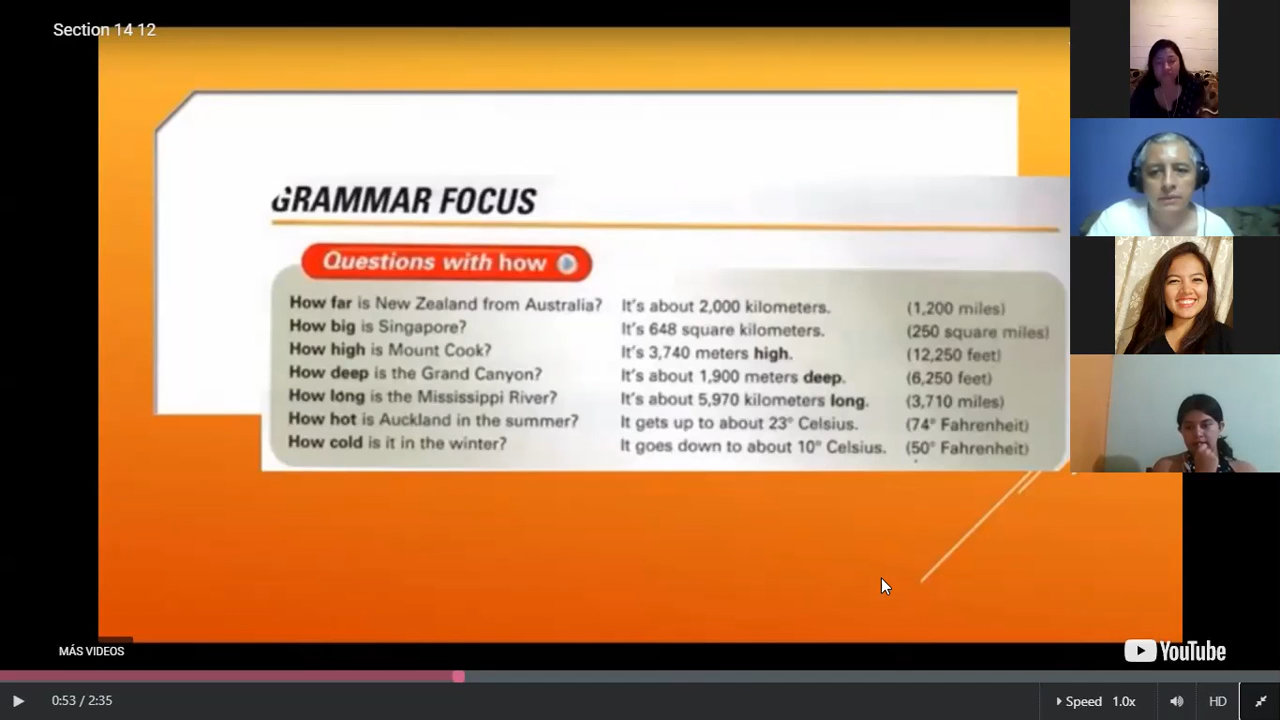 Section 14 12
GRAMMAR FOCUS
Questions with how
How far is New Zealand from Australia? It's about 2,000 kilometers. (1,200 miles)
How big is Singapore? It's 648 square kilometers. (250 square miles)
How high is Mount Cook? It's 3,740 meters high. (12,250 feet)
How deep is the Grand Canyon? It's about 1,900 meters deep. (6,250 feet)
How long is the Mississippi River? It's about 5,970 kilometers long. (3,710 miles)
How hot is Auckland in the summer? It gets up to about 23° Celsius. (74° Fahrenheit)
How cold is it in the winter? It goes down to about 10° Celsius. (50° Fahrenheit)
MÁS VIDEOS
YouTube
0:53 / 2:35 Speed 1.0x HD